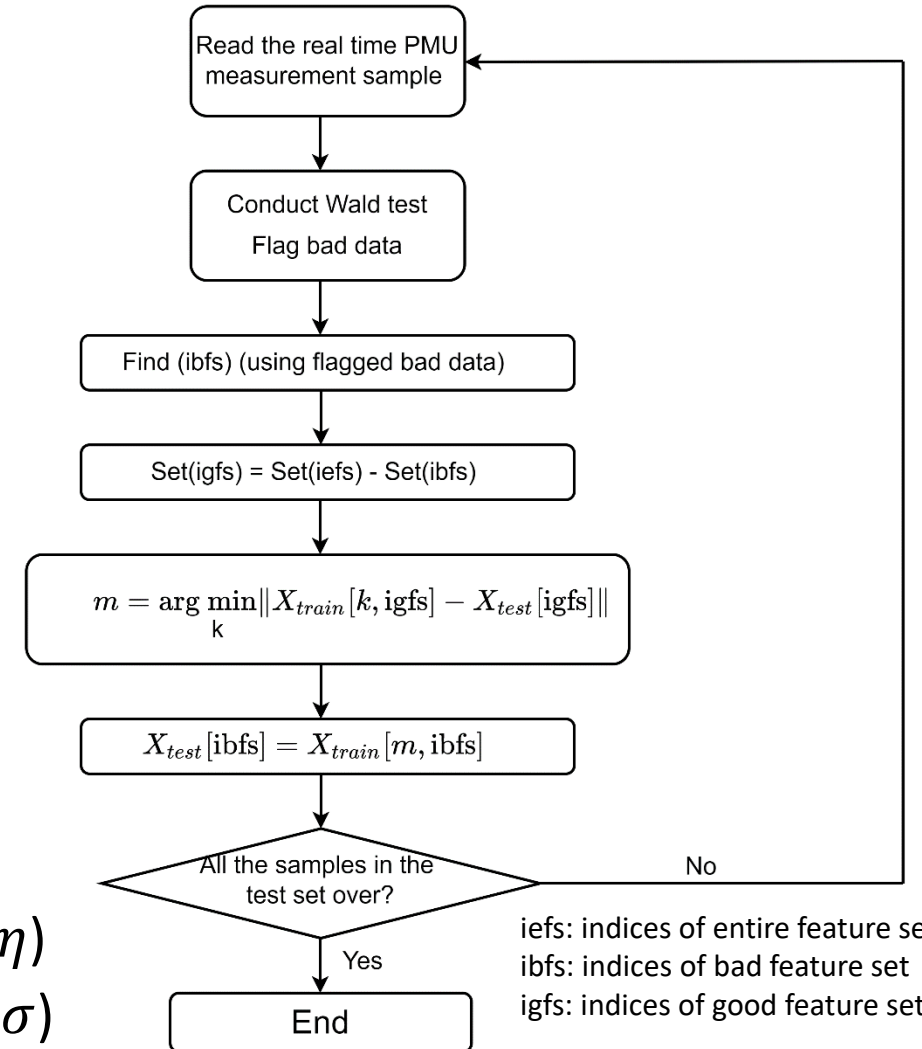 Read the real time PMU
measurement sample
Conduct Wald test
Flag bad data
Find (ibfs) (using flagged bad data)
Set(igfs) = Set(iefs) - Set(ibfs)
m = arg min‖X_train[k, igfs] − X_test[igfs]‖
k
X_test[ibfs] = X_train[m, ibfs]
All the samples in the
test set over?
No
Yes
End
η)
σ)
iefs: indices of entire feature se
ibfs: indices of bad feature set
igfs: indices of good feature set